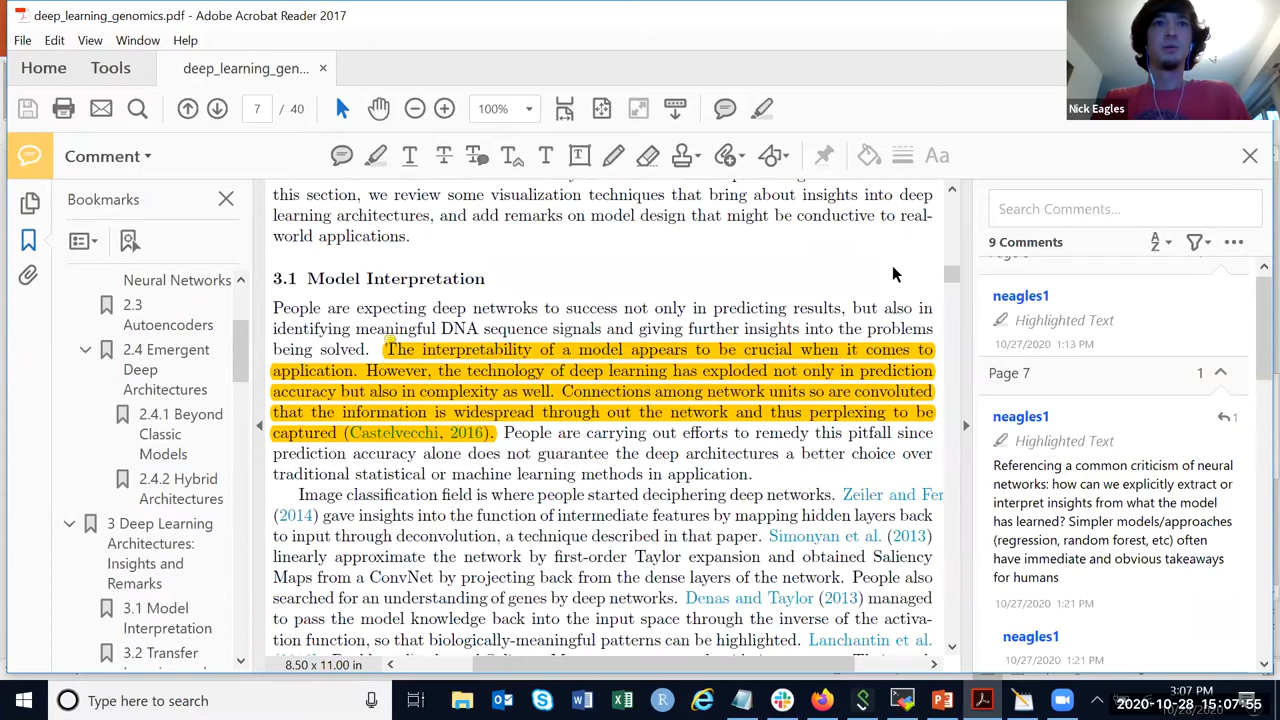 deep_learning_genomics.pdf - Adobe Acrobat Reader 2017
File Edit View Window Help
Home Tools deep_learning_gen... ×
7 / 40 100%
Nick Eagles
Comment
Bookmarks
Neural Networks
2.3
Autoencoders
2.4 Emergent
Deep
Architectures
2.4.1 Beyond
Classic
Models
2.4.2 Hybrid
Architectures
3 Deep Learning
Architectures:
Insights and
Remarks
3.1 Model
Interpretation
3.2 Transfer
this section, we review some visualization techniques that bring about insights into deep
learning architectures, and add remarks on model design that might be conductive to real-
world applications.
3.1 Model Interpretation
People are expecting deep netwroks to success not only in predicting results, but also in
identifying meaningful DNA sequence signals and giving further insights into the problems
being solved. The interpretability of a model appears to be crucial when it comes to
application. However, the technology of deep learning has exploded not only in prediction
accuracy but also in complexity as well. Connections among network units so are convoluted
that the information is widespread through out the network and thus perplexing to be
captured (Castelvecchi, 2016). People are carrying out efforts to remedy this pitfall since
prediction accuracy alone does not guarantee the deep architectures a better choice over
traditional statistical or machine learning methods in application.
Image classification field is where people started deciphering deep networks. Zeiler and Fer
(2014) gave insights into the function of intermediate features by mapping hidden layers back
to input through deconvolution, a technique described in that paper. Simonyan et al. (2013)
linearly approximate the network by first-order Taylor expansion and obtained Saliency
Maps from a ConvNet by projecting back from the dense layers of the network. People also
searched for an understanding of genes by deep networks. Denas and Taylor (2013) managed
to pass the model knowledge back into the input space through the inverse of the activa-
tion function, so that biologically-meaningful patterns can be highlighted. Lanchantin et al.
8.50 x 11.00 in
Search Comments...
9 Comments
neagles1
Highlighted Text
10/27/2020 1:13 PM
Page 7 1
neagles1 1
Highlighted Text
Referencing a common criticism of neural
networks: how can we explicitly extract or
interpret insights from what the model
has learned? Simpler models/approaches
(regression, random forest, etc) often
have immediate and obvious takeaways
for humans
10/27/2020 1:21 PM
neagles1
10/27/2020 1:21 PM
Type here to search
3:07 PM
2020-10-28 15:07:55